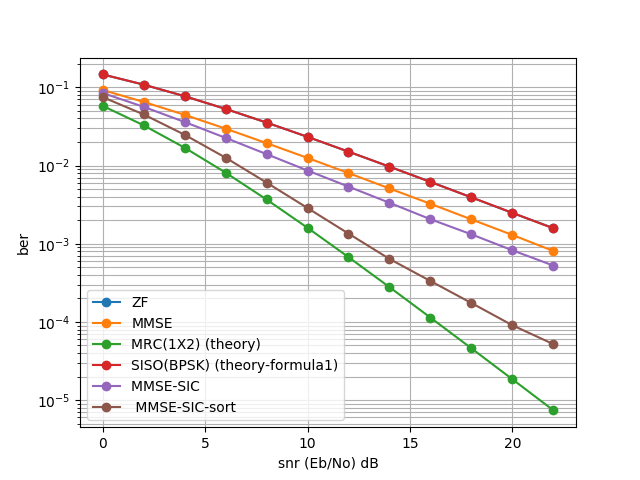 10⁻¹
10⁻²
10⁻³
10⁻⁴
10⁻⁵
ber
ZF
MMSE
MRC(1X2) (theory)
SISO(BPSK) (theory-formula1)
MMSE-SIC
MMSE-SIC-sort
0 5 10 15 20
snr (Eb/No) dB